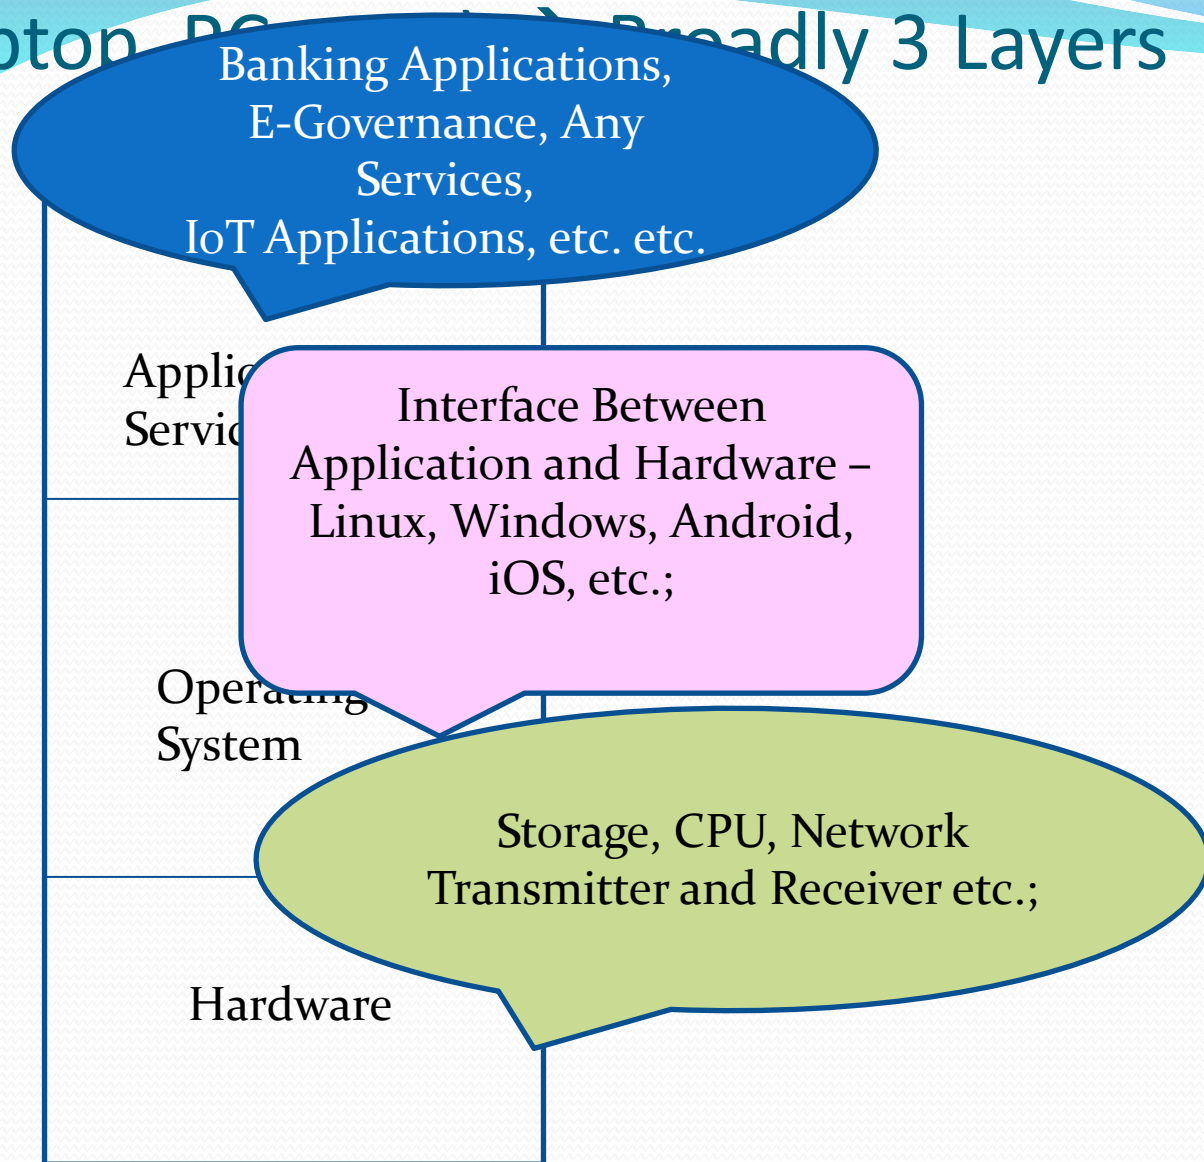 Broadly 3 Layers
Banking Applications,
E-Governance, Any
Services,
IoT Applications, etc. etc.
Interface Between
Application and Hardware –
Linux, Windows, Android,
iOS, etc.;
Operating
System
Storage, CPU, Network
Transmitter and Receiver etc.;
Hardware